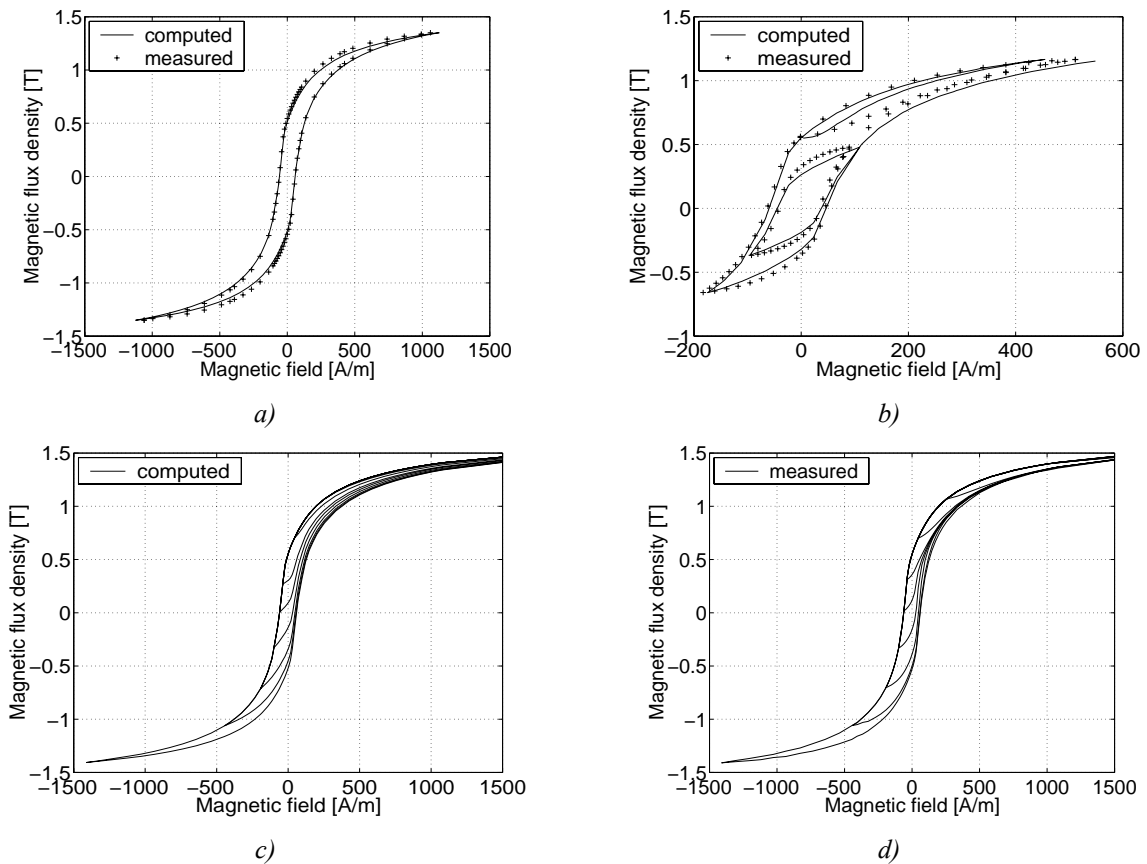 1.5
computed
measured
1
0.5
0
−0.5
−1
−1.5
−1500 −1000 −500 0 500 1000 1500
Magnetic flux density [T]
Magnetic field [A/m]
a)
1.5
computed
measured
1
0.5
0
−0.5
−1
−200 0 200 400 600
Magnetic flux density [T]
Magnetic field [A/m]
b)
1.5
computed
1
0.5
0
−0.5
−1
−1.5
−1500 −1000 −500 0 500 1000 1500
Magnetic flux density [T]
Magnetic field [A/m]
c)
1.5
measured
1
0.5
0
−0.5
−1
−1.5
−1500 −1000 −500 0 500 1000 1500
Magnetic flux density [T]
Magnetic field [A/m]
d)